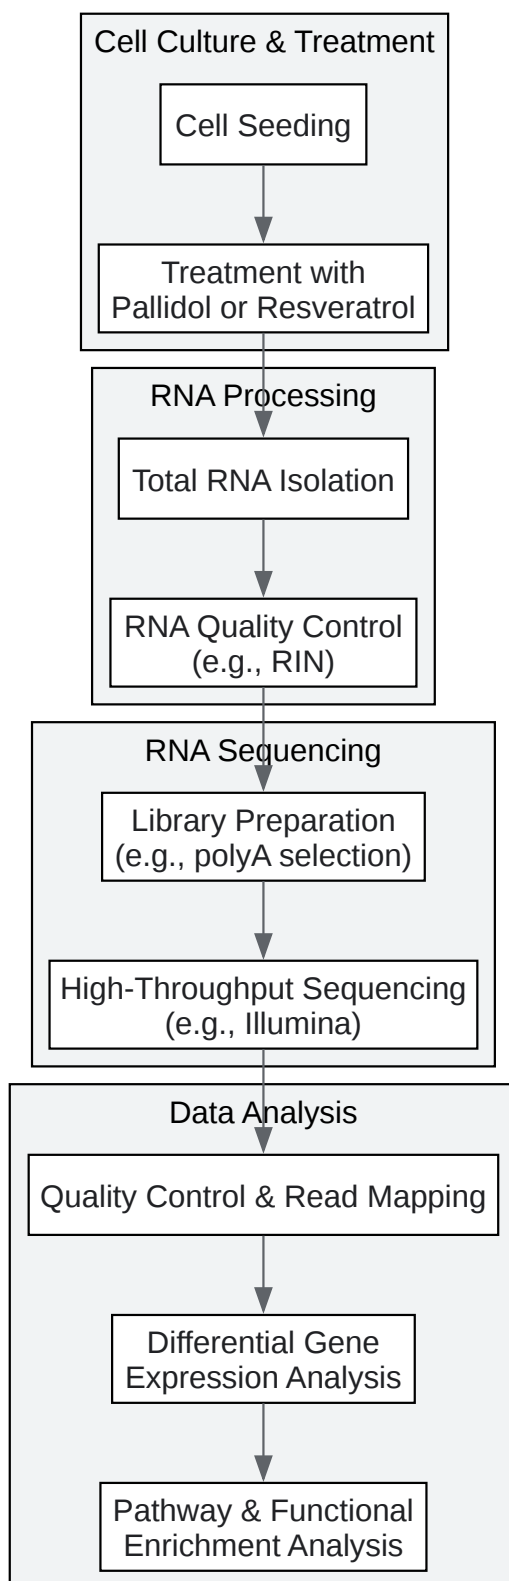 Cell Culture & Treatment
Cell Seeding
Treatment with
Pallidol or Resveratrol
RNA Processing
Total RNA Isolation
RNA Quality Control
(e.g., RIN)
RNA Sequencing
Library Preparation
(e.g., polyA selection)
High-Throughput Sequencing
(e.g., Illumina)
Data Analysis
Quality Control & Read Mapping
Differential Gene
Expression Analysis
Pathway & Functional
Enrichment Analysis